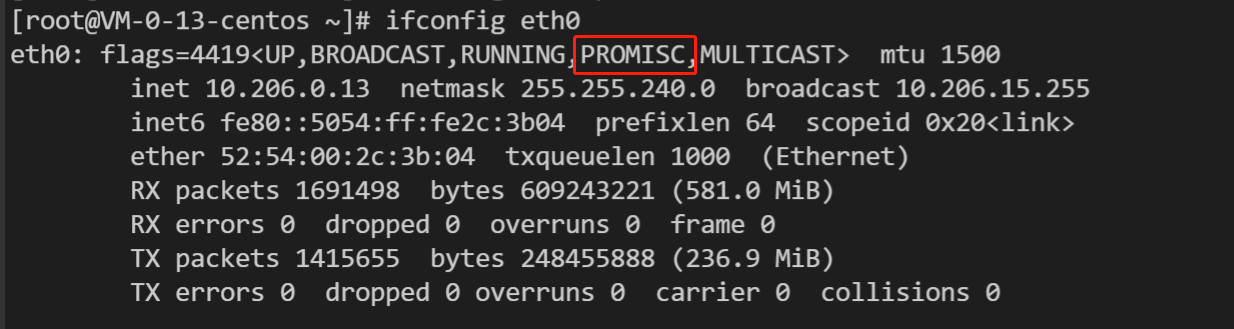 [root@VM-0-13-centos ~]# ifconfig eth0
eth0: flags=4419<UP,BROADCAST,RUNNING,PROMISC,MULTICAST>  mtu 1500
        inet 10.206.0.13  netmask 255.255.240.0  broadcast 10.206.15.255
        inet6 fe80::5054:ff:fe2c:3b04  prefixlen 64  scopeid 0x20<link>
        ether 52:54:00:2c:3b:04  txqueuelen 1000  (Ethernet)
        RX packets 1691498  bytes 609243221 (581.0 MiB)
        RX errors 0  dropped 0  overruns 0  frame 0
        TX packets 1415655  bytes 248455888 (236.9 MiB)
        TX errors 0  dropped 0 overruns 0  carrier 0  collisions 0